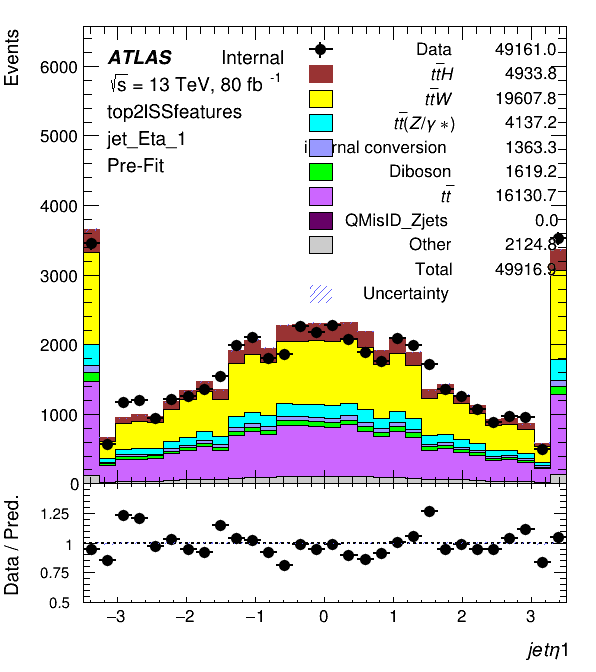 Events
ATLAS Internal
√s = 13 TeV, 80 fb -1
top2lSSfeatures
jet_Eta_1
Pre-Fit
Data 49161.0
tt̅H 4933.8
tt̅W 19607.8
tt̅(Z/γ*) 4137.2
internal conversion 1363.3
Diboson 1619.2
tt̅ 16130.7
QMisID_Zjets 0.0
Other 2124.8
Total 49916.9
Uncertainty
6000
5000
4000
3000
2000
1000
0
Data / Pred.
1.25
1
0.75
0.5
−3 −2 −1 0 1 2 3
jetη1